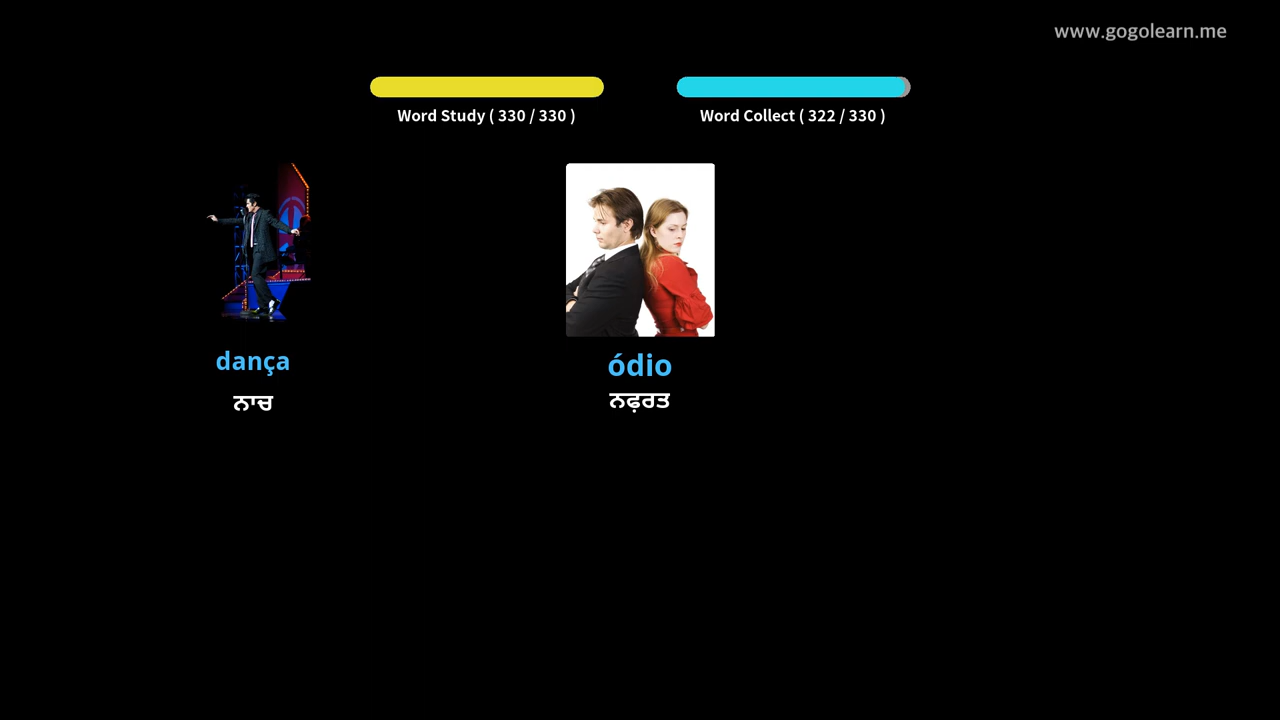 www.gogolearn.me
Word Study ( 330 / 330 )
Word Collect ( 322 / 330 )
dança
ਨਾਚ
ódio
ਨਫ਼ਰਤ